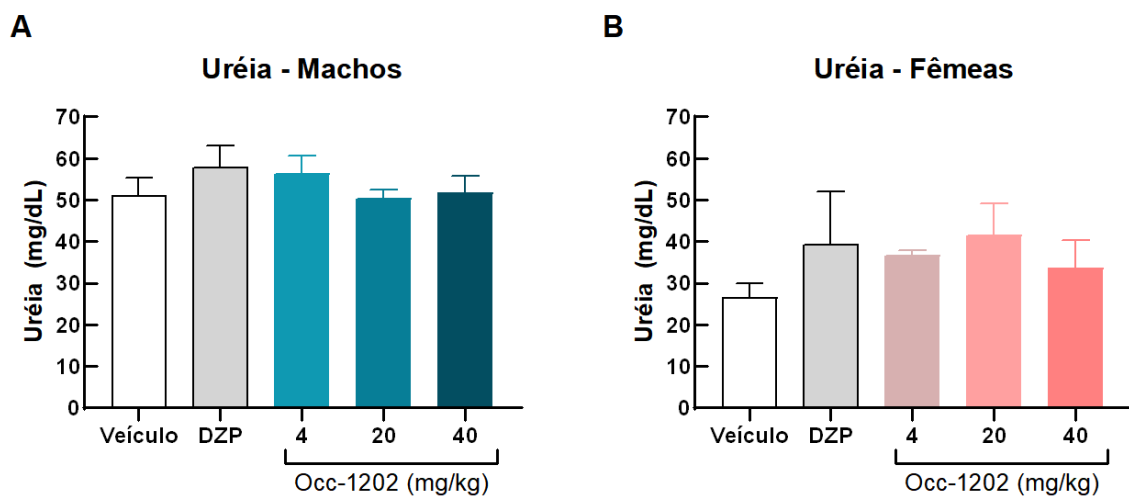 A
Uréia - Machos
Uréia (mg/dL)
70
60
50
40
30
20
10
0
Veículo DZP 4 20 40
Occ-1202 (mg/kg)
B
Uréia - Fêmeas
Uréia (mg/dL)
70
60
50
40
30
20
10
0
Veículo DZP 4 20 40
Occ-1202 (mg/kg)